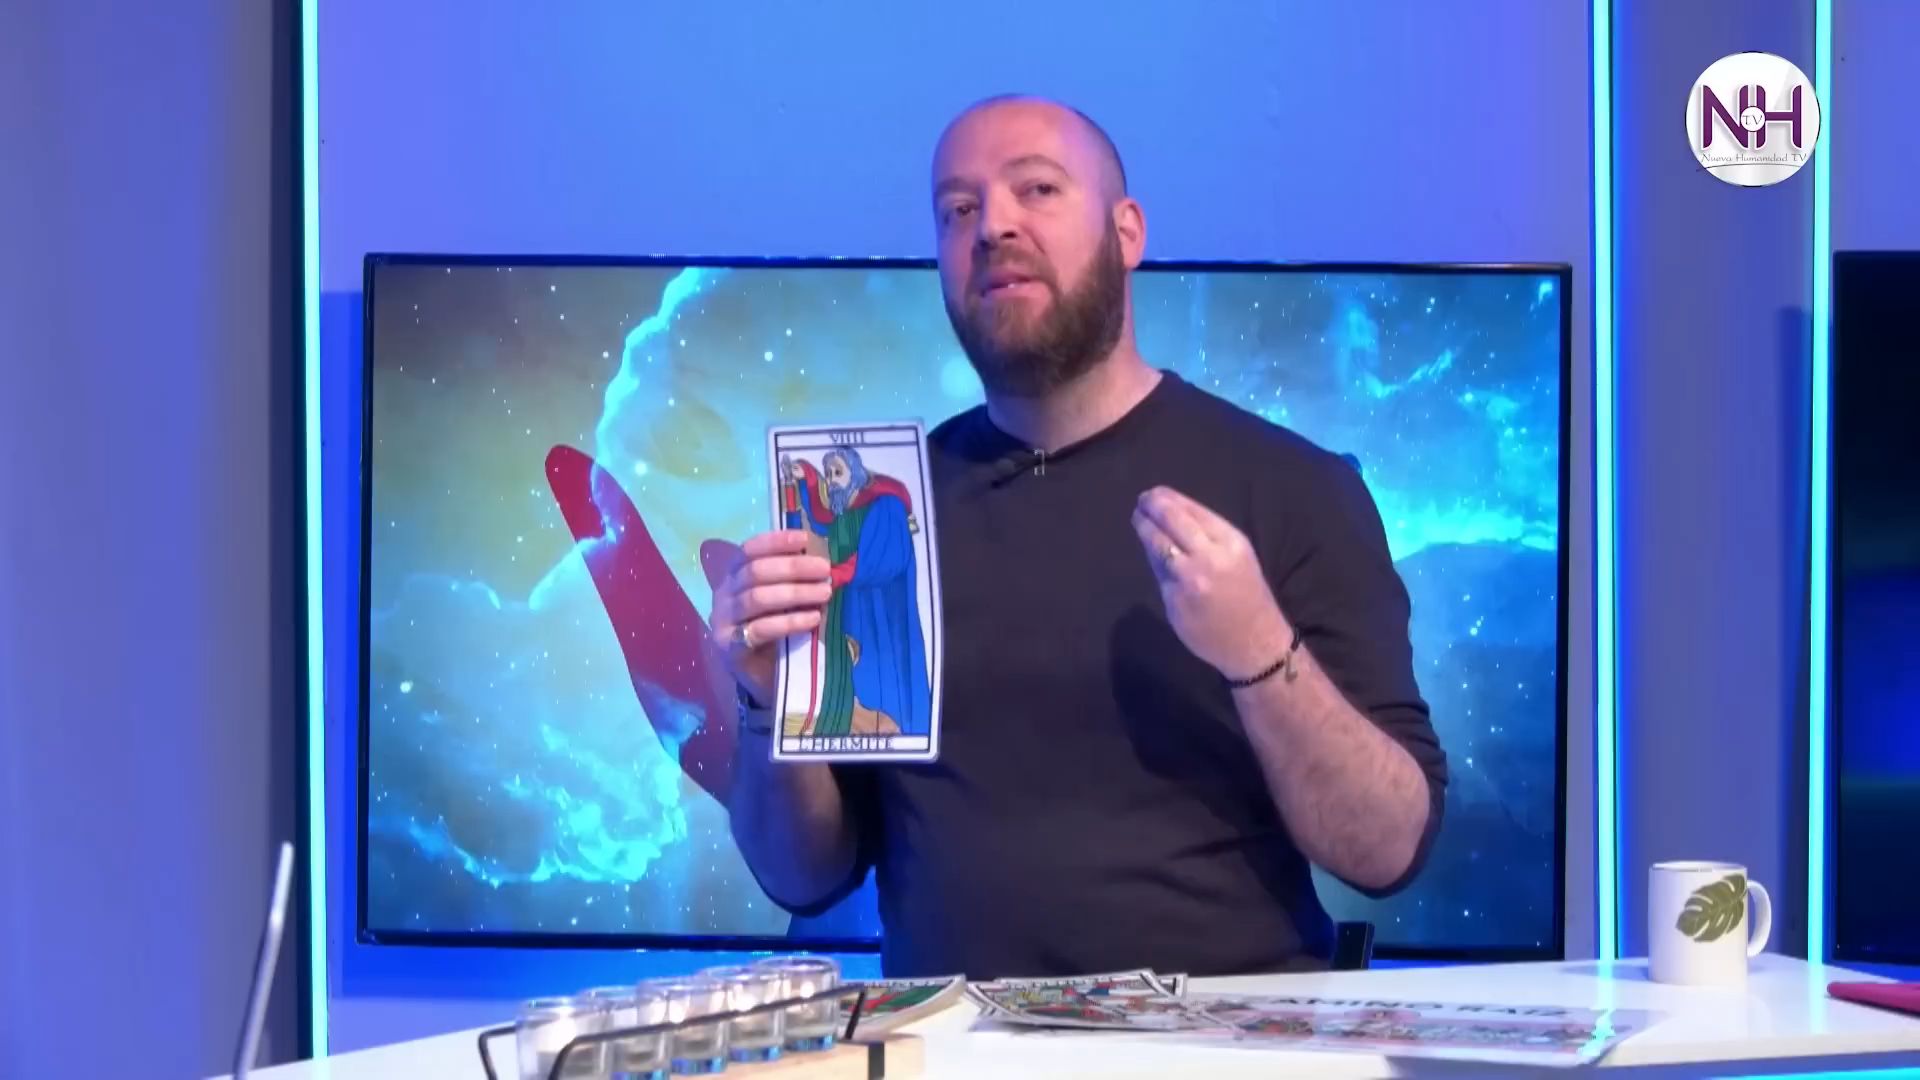 NH
TV
Nueva Humanidad TV
VIIII
L'HERMITE